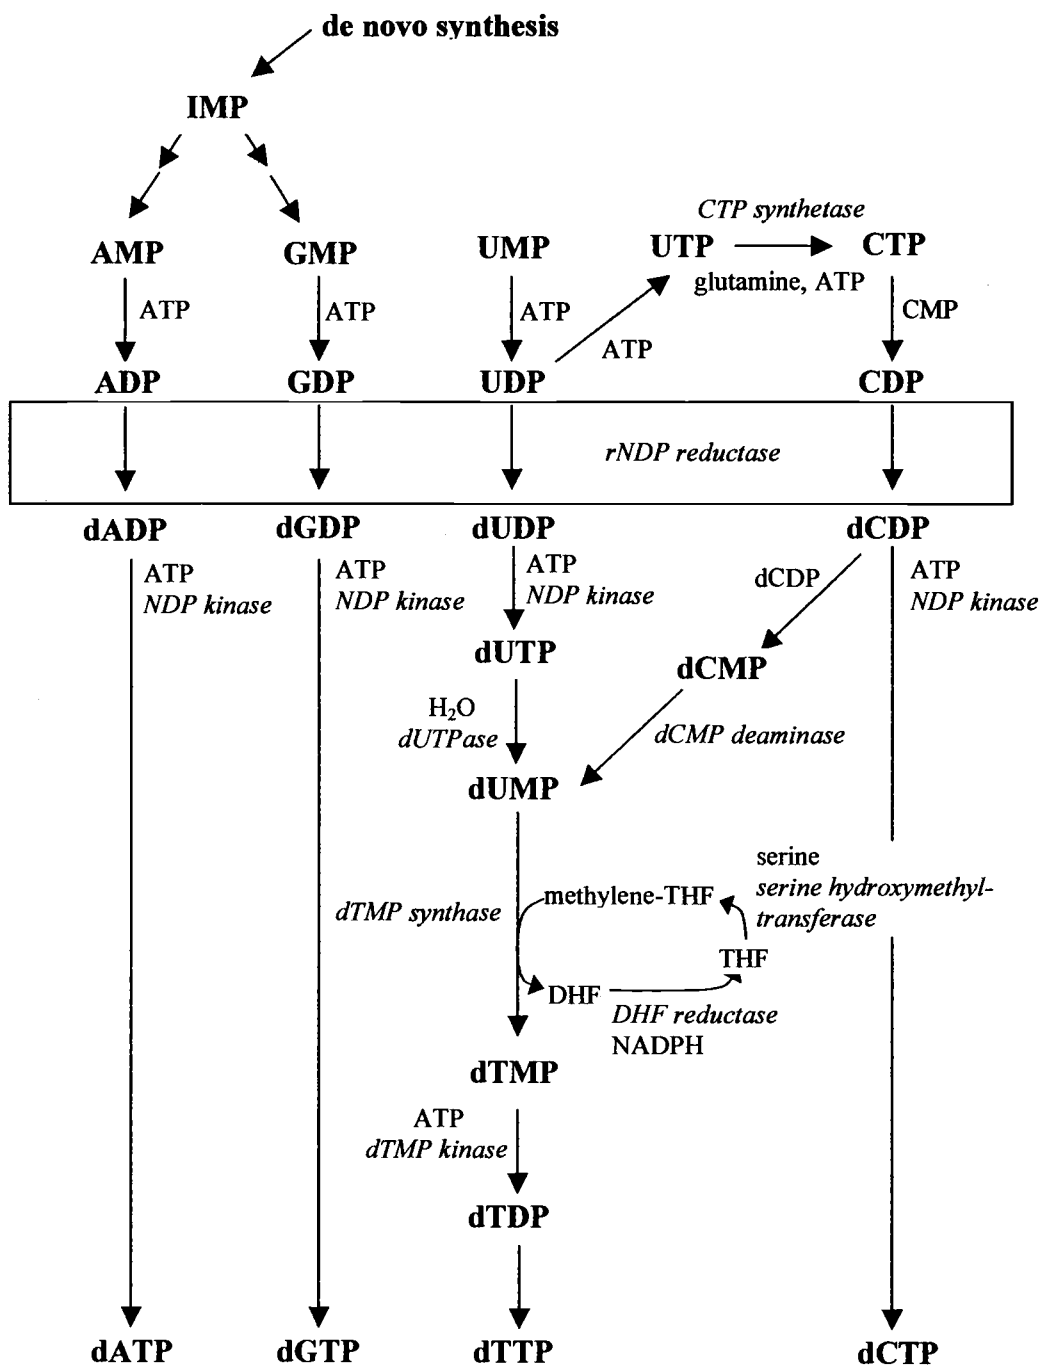 de novo synthesis
IMP
CTP synthetase
AMP GMP UMP UTP CTP
glutamine, ATP
ATP ATP ATP ATP CMP
ADP GDP UDP CDP
rNDP reductase
dADP dGDP dUDP dCDP
ATP ATP ATP dCDP ATP
NDP kinase NDP kinase NDP kinase NDP kinase
dUTP dCMP
H₂O
dUTPase dCMP deaminase
dUMP
serine
methylene-THF serine hydroxymethyl-
dTMP synthase transferase
THF
DHF
DHF reductase
NADPH
dTMP
ATP
dTMP kinase
dTDP
dATP dGTP dTTP dCTP